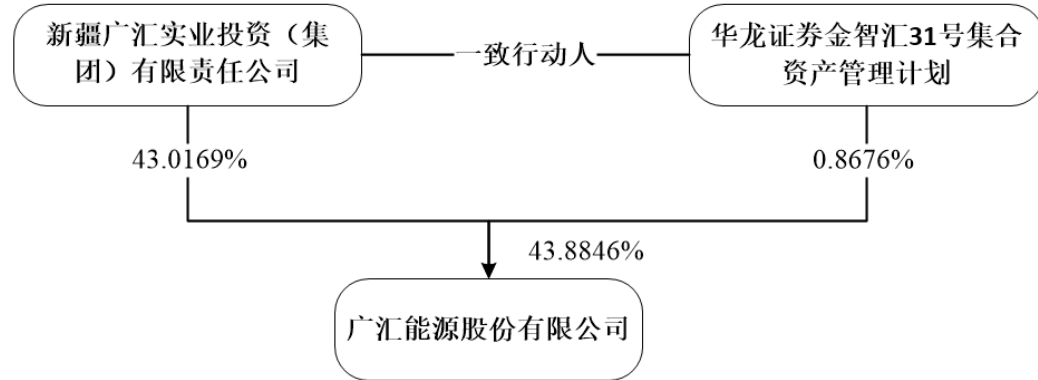 新疆广汇实业投资（集
团）有限责任公司
一致行动人
华龙证券金智汇31号集合
资产管理计划
43.0169%
0.8676%
43.8846%
广汇能源股份有限公司